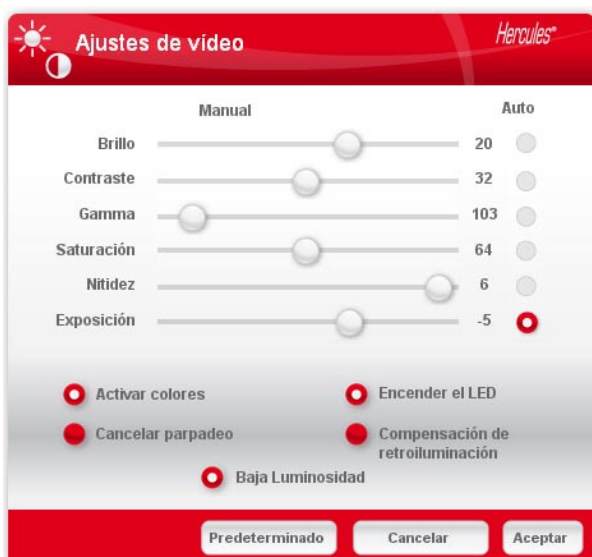 Ajustes de vídeo
Hercules®
Manual Auto
Brillo 20
Contraste 32
Gamma 103
Saturación 64
Nitidez 6
Exposición -5
Activar colores Encender el LED
Cancelar parpadeo Compensación de
retroiluminación
Baja Luminosidad
Predeterminado Cancelar Aceptar